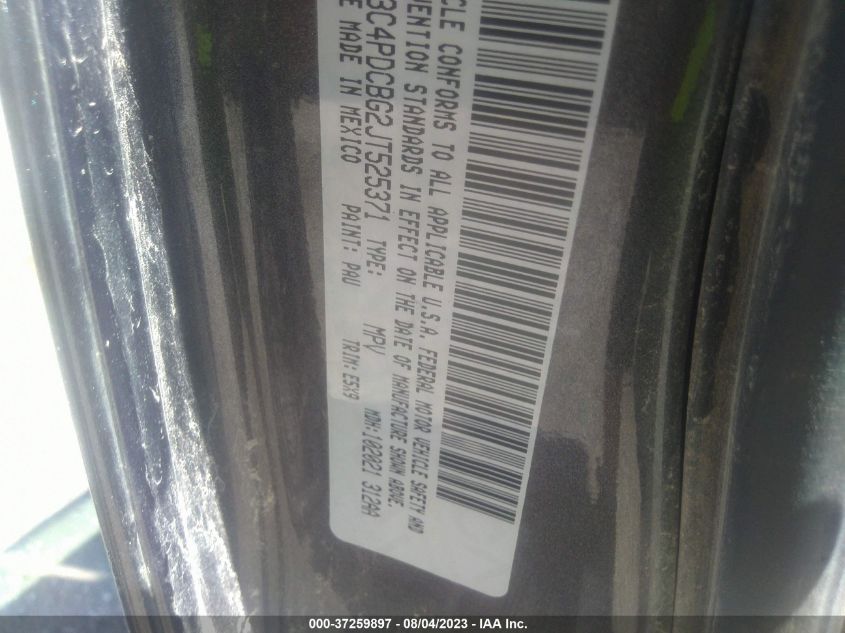 CLE CONFORMS TO ALL APPLICABLE U.S.A. FEDERAL MOTOR VEHICLE SAFETY AND
ENTION STANDARDS IN EFFECT ON THE DATE OF MANUFACTURE SHOWN ABOVE.
3C4PDCBG2JT525371 TYPE: MPV MDH:102021 312AA
E MADE IN MEXICO PAINT: PAU TRIM: E5X9
000-37259897 - 08/04/2023 - IAA Inc.